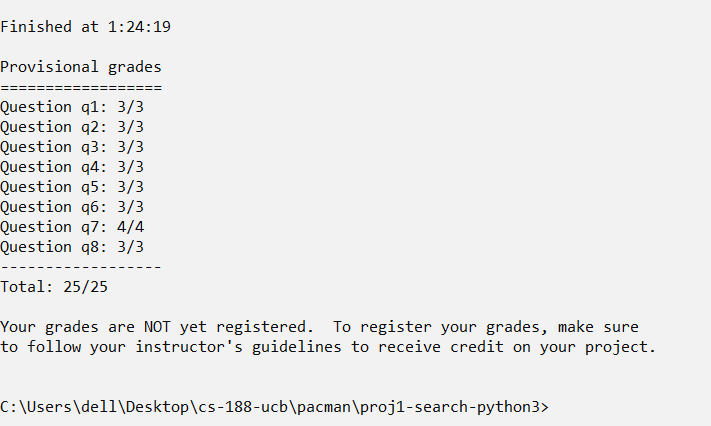 Finished at 1:24:19
Provisional grades
==================
Question q1: 3/3
Question q2: 3/3
Question q3: 3/3
Question q4: 3/3
Question q5: 3/3
Question q6: 3/3
Question q7: 4/4
Question q8: 3/3
------------------
Total: 25/25
Your grades are NOT yet registered.  To register your grades, make sure
to follow your instructor's guidelines to receive credit on your project.
C:\Users\dell\Desktop\cs-188-ucb\pacman\proj1-search-python3>